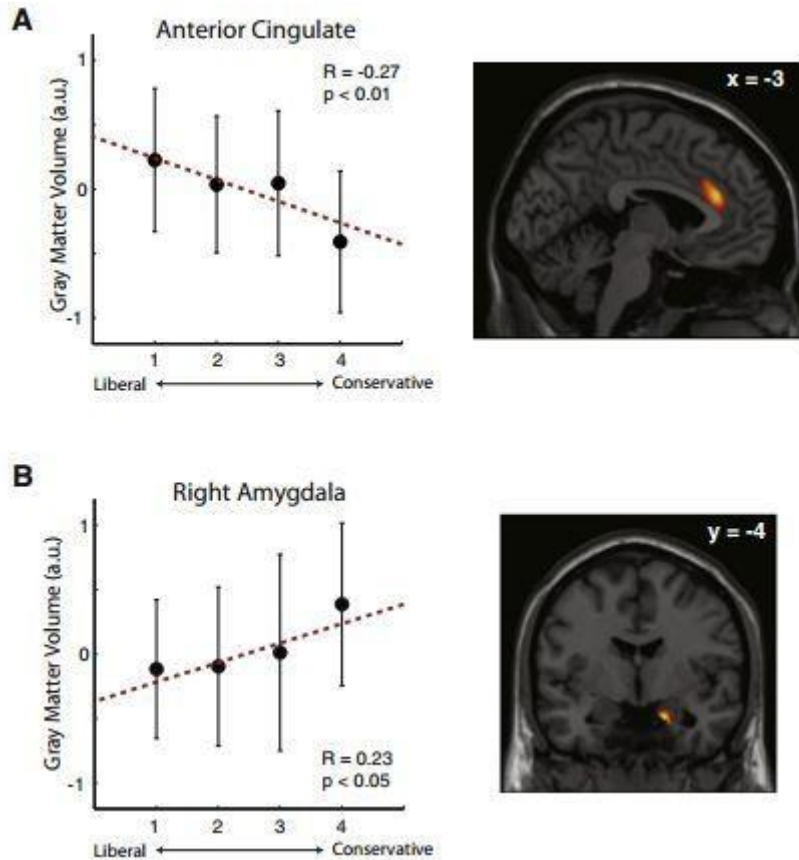 A
Anterior Cingulate
Gray Matter Volume (a.u.)
1
0
-1
R = -0.27
p < 0.01
1 2 3 4
Liberal Conservative
x = -3
B
Right Amygdala
Gray Matter Volume (a.u.)
1
0
-1
R = 0.23
p < 0.05
1 2 3 4
Liberal Conservative
y = -4